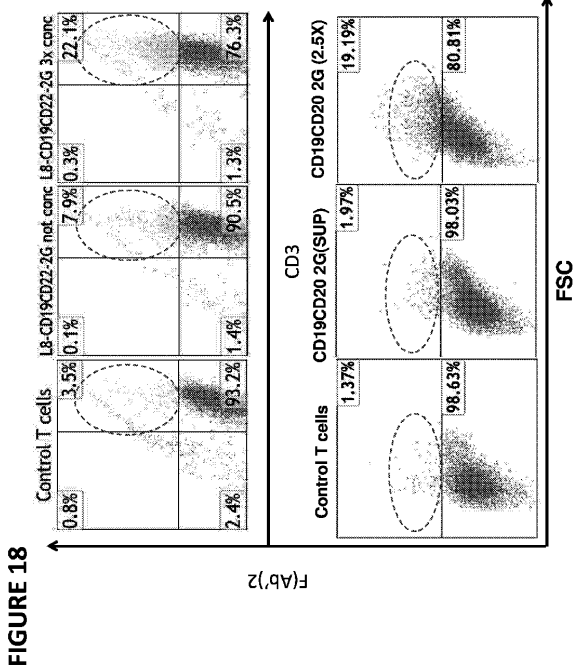 FIGURE 18
Control T cells
L8-CD19CD22-2G not conc
L8-CD19CD22-2G 3x conc
0.8%
3.5%
0.1%
7.9%
0.3%
22.1%
2.4%
93.2%
1.4%
90.5%
1.3%
76.3%
CD3
F(Ab')2
Control T cells
CD19CD20 2G(SUP)
CD19CD20 2G (2.5X)
1.37%
1.97%
19.19%
98.63%
98.03%
80.81%
FSC